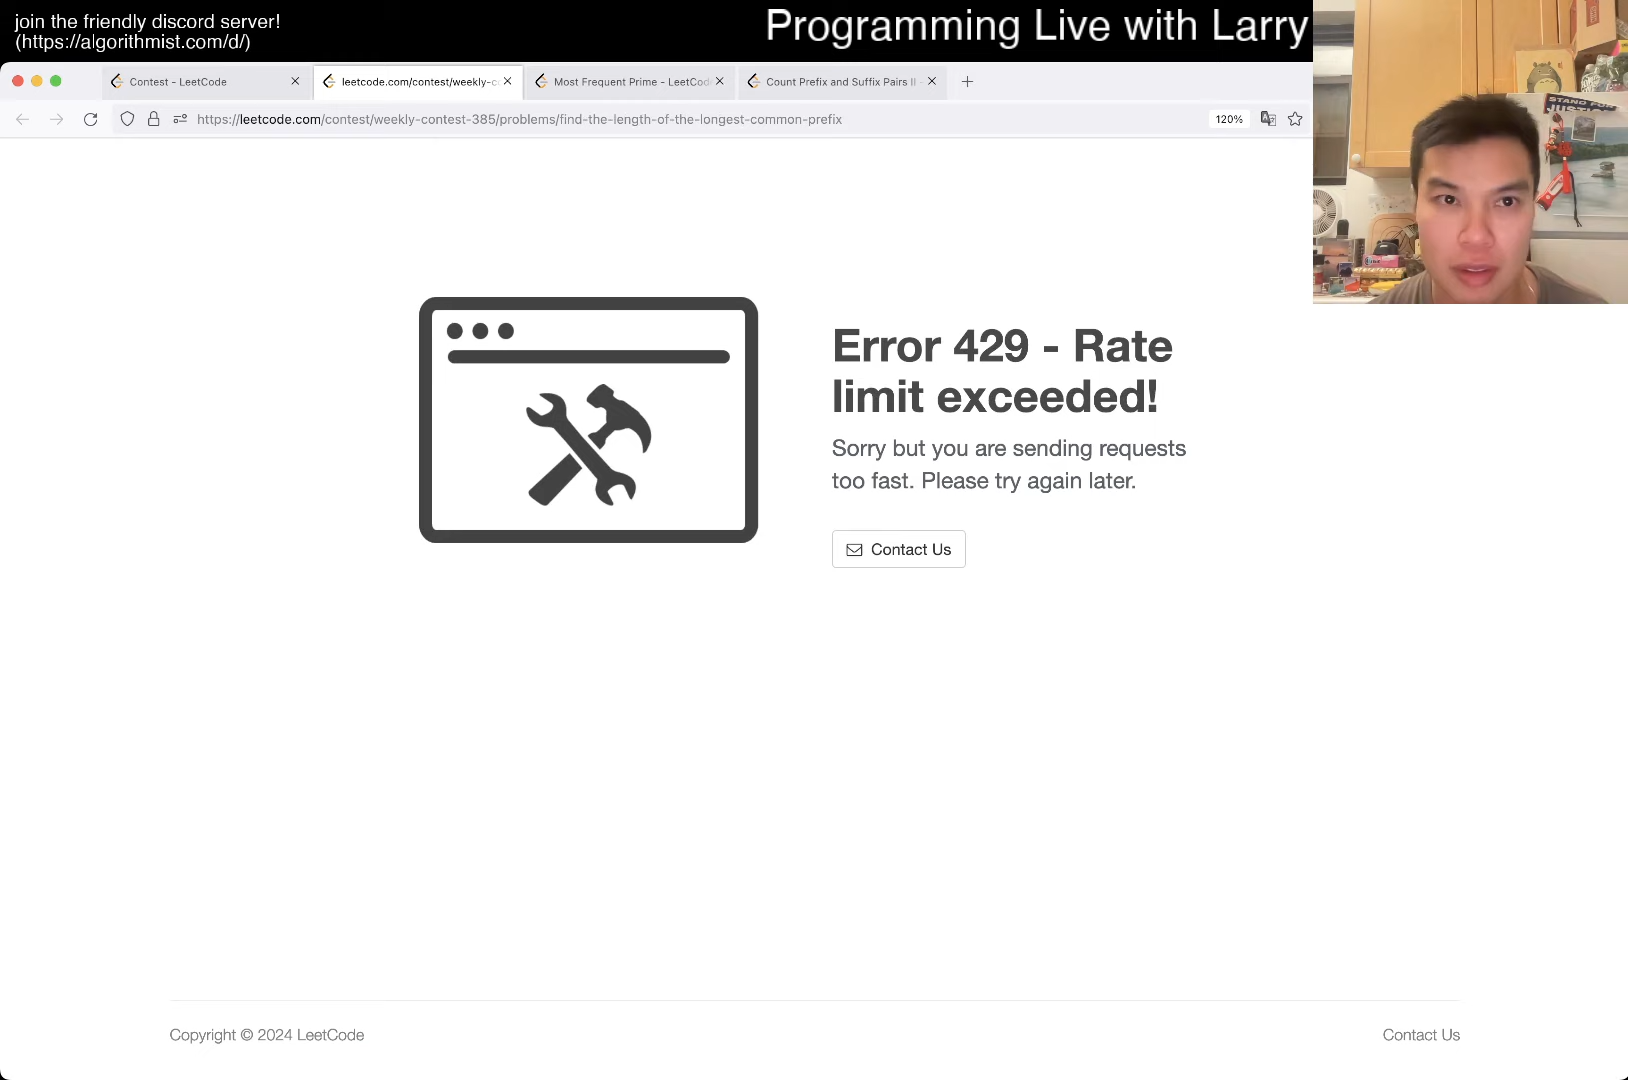 join the friendly discord server!
(https://algorithmist.com/d/)
Programming Live with Larry
Contest - LeetCode
leetcode.com/contest/weekly-c
Most Frequent Prime - LeetCod
Count Prefix and Suffix Pairs II -
https://leetcode.com/contest/weekly-contest-385/problems/find-the-length-of-the-longest-common-prefix
120%
STAND FOR
JUSTICE
Error 429 - Rate
limit exceeded!
Sorry but you are sending requests
too fast. Please try again later.
Contact Us
Copyright © 2024 LeetCode
Contact Us